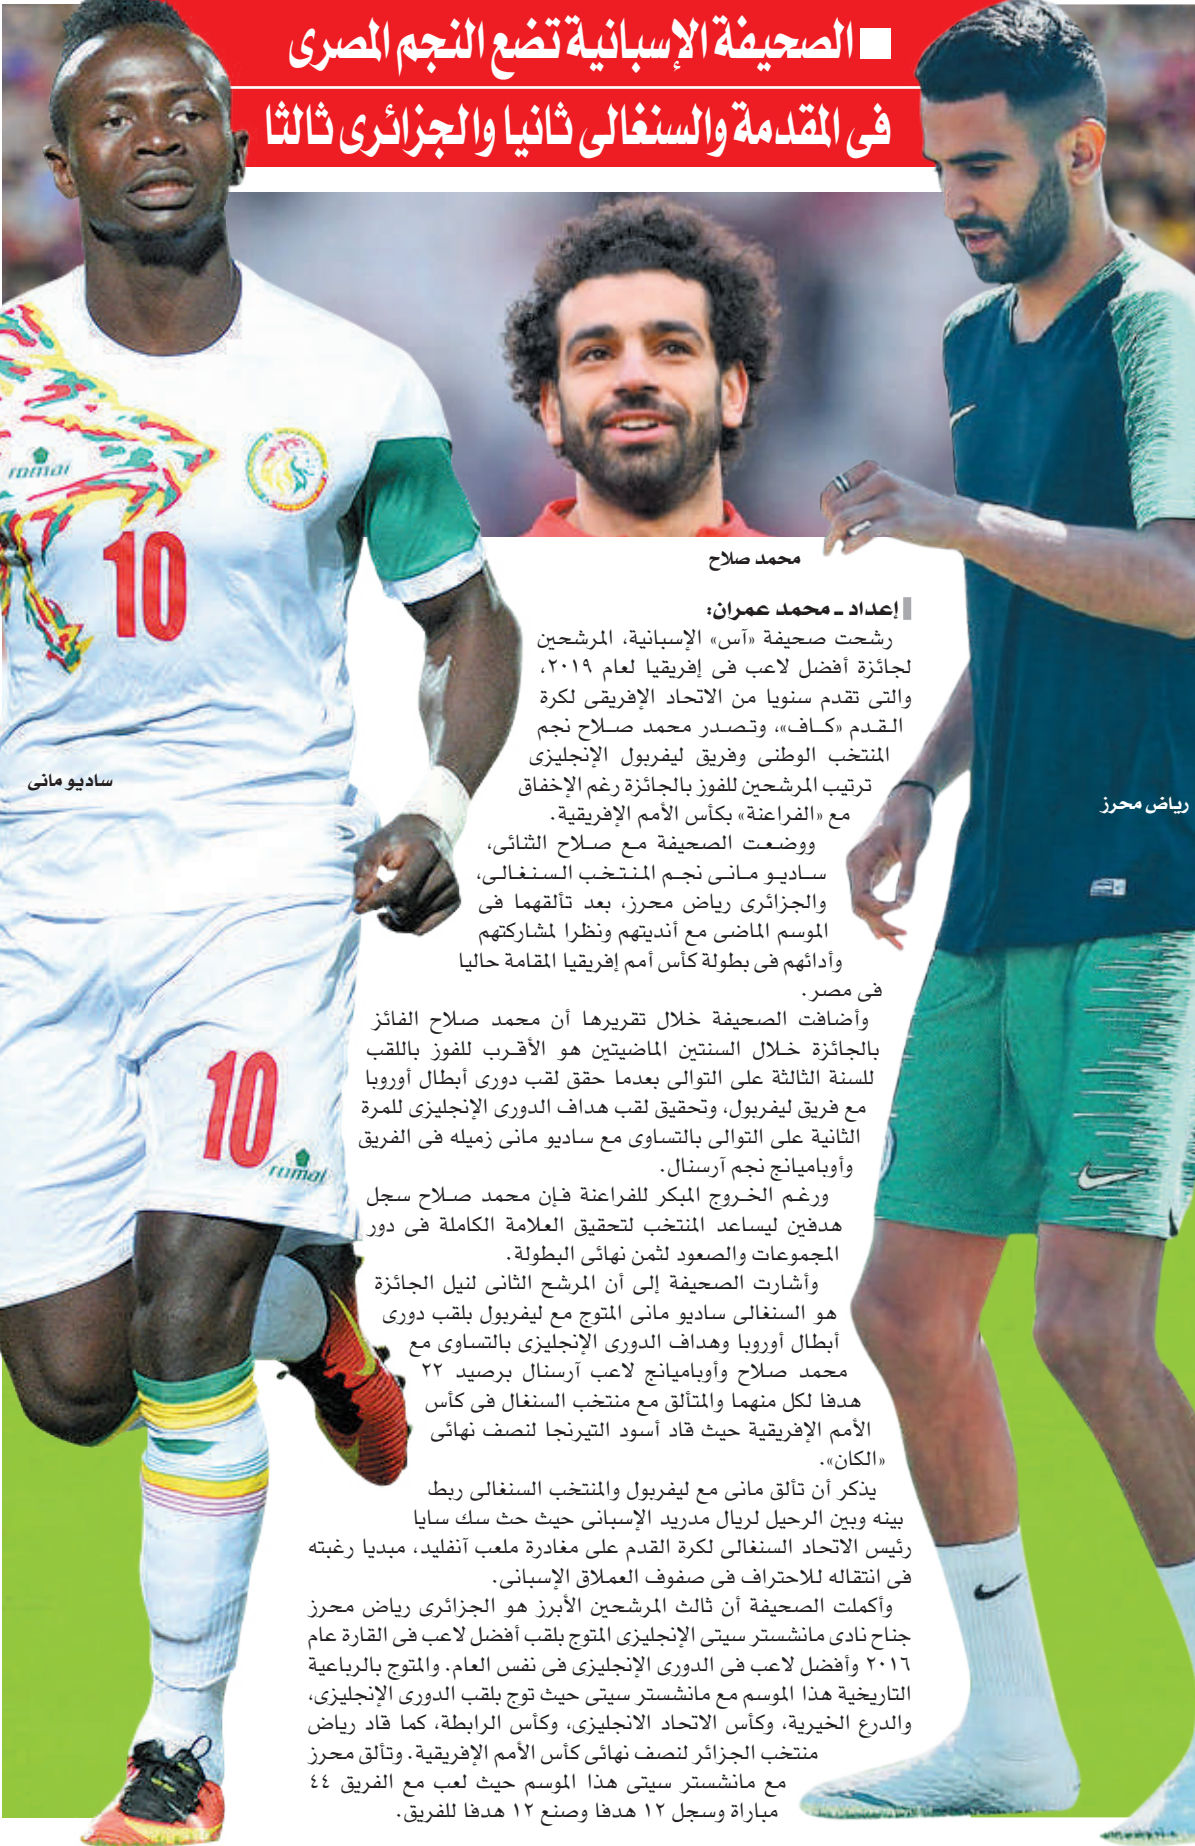 ■ الصحيفة الإسبانية تضع النجم المصرى
فى المقدمة والسنغالى ثانيا والجزائرى ثالثا
romai
10
محمد صلاح
إعداد ـ محمد عمران:
رشحت صحيفة «آس» الإسبانية، المرشحين
لجائزة أفضل لاعب فى إفريقيا لعام ٢٠١٩،
والتى تقدم سنويا من الاتحاد الإفريقى لكرة
القدم «كاف»، وتصدر محمد صلاح نجم
المنتخب الوطنى وفريق ليفربول الإنجليزى
ترتيب المرشحين للفوز بالجائزة رغم الإخفاق
مع «الفراعنة» بكأس الأمم الإفريقية.
ووضعت الصحيفة مع صلاح الثنائى،
ساديو مانى نجم المنتخب السنغالى،
والجزائرى رياض محرز، بعد تألقهما فى
الموسم الماضى مع أنديتهم ونظرا لمشاركتهم
وأدائهم فى بطولة كأس أمم إفريقيا المقامة حاليا
فى مصر.
وأضافت الصحيفة خلال تقريرها أن محمد صلاح الفائز
بالجائزة خلال السنتين الماضيتين هو الأقرب للفوز باللقب
للسنة الثالثة على التوالى بعدما حقق لقب دورى أبطال أوروبا
مع فريق ليفربول، وتحقيق لقب هداف الدورى الإنجليزى للمرة
الثانية على التوالى بالتساوى مع ساديو مانى زميله فى الفريق
وأوباميانج نجم آرسنال.
ورغم الخروج المبكر للفراعنة فإن محمد صلاح سجل
هدفين ليساعد المنتخب لتحقيق العلامة الكاملة فى دور
المجموعات والصعود لثمن نهائى البطولة.
وأشارت الصحيفة إلى أن المرشح الثانى لنيل الجائزة
هو السنغالى ساديو مانى المتوج مع ليفربول بلقب دورى
أبطال أوروبا وهداف الدورى الإنجليزى بالتساوى مع
محمد صلاح وأوباميانج لاعب آرسنال برصيد ٢٢
هدفا لكل منهما والمتألق مع منتخب السنغال فى كأس
الأمم الإفريقية حيث قاد أسود التيرنجا لنصف نهائى
«الكان».
يذكر أن تألق مانى مع ليفربول والمنتخب السنغالى ربط
بينه وبين الرحيل لريال مدريد الإسبانى حيث حث سك سايا
رئيس الاتحاد السنغالى لكرة القدم على مغادرة ملعب آنفليد، مبديا رغبته
فى انتقاله للاحتراف فى صفوف العملاق الإسبانى.
وأكملت الصحيفة أن ثالث المرشحين الأبرز هو الجزائرى رياض محرز
جناح نادى مانشستر سيتى الإنجليزى المتوج بلقب أفضل لاعب فى القارة عام
٢٠١٦ وأفضل لاعب فى الدورى الإنجليزى فى نفس العام. والمتوج بالرباعية
التاريخية هذا الموسم مع مانشستر سيتى حيث توج بلقب الدورى الإنجليزى،
والدرع الخيرية، وكأس الاتحاد الانجليزى، وكأس الرابطة، كما قاد رياض
منتخب الجزائر لنصف نهائى كأس الأمم الإفريقية. وتألق محرز
مع مانشستر سيتى هذا الموسم حيث لعب مع الفريق ٤٤
مباراة وسجل ١٢ هدفا وصنع ١٢ هدفا للفريق.
رياض محرز
ساديو مانى
10
romai